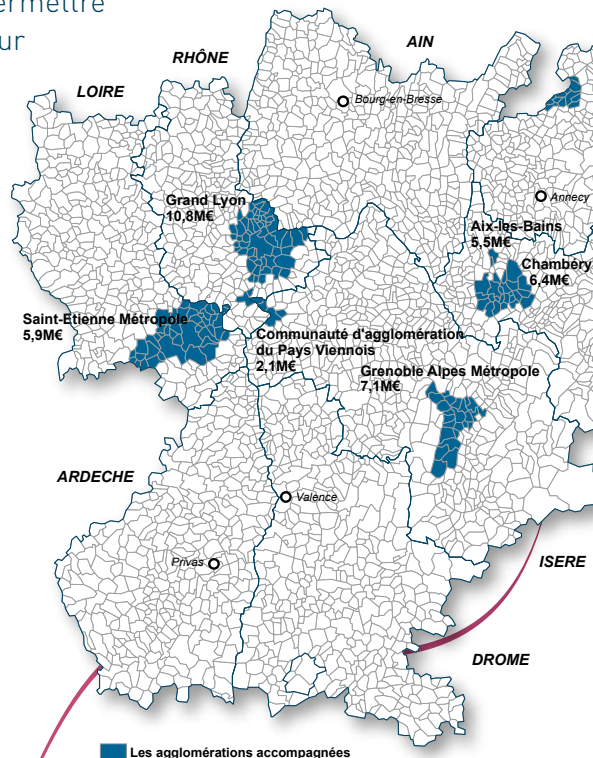 ermettre
ur
AIN
RHÔNE
LOIRE
Bourg-en-Bresse
Annecy
Grand Lyon
10,8M€
Aix-les-Bains
5,5M€
Chambéry
6,4M€
Saint-Etienne Métropole
5,9M€
Communauté d'agglomération
du Pays Viennois
2,1M€
Grenoble Alpes Métropole
7,1M€
ARDECHE
Valence
Privas
ISERE
DROME
Les agglomérations accompagnées